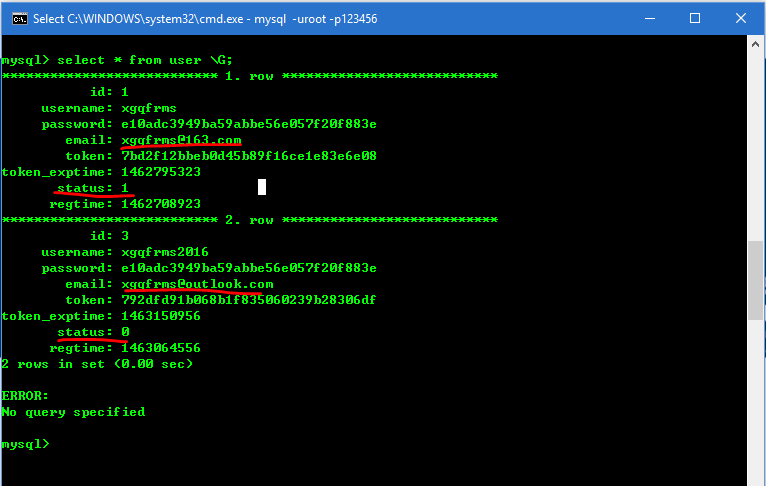 Select C:\WINDOWS\system32\cmd.exe - mysql -uroot -p123456
mysql> select * from user \G;
*************************** 1. row ***************************
id: 1
username: xgqfrms
password: e10adc3949ba59abbe56e057f20f883e
email: xgqfrms@163.com
token: 7bd2f12bbeb0d45b89f16ce1e83e6e08
token_exptime: 1462795323
status: 1
regtime: 1462708923
*************************** 2. row ***************************
id: 3
username: xgqfrms2016
password: e10adc3949ba59abbe56e057f20f883e
email: xgqfrms@outlook.com
token: 792dfd91b068b1f835060239b28306df
token_exptime: 1463150956
status: 0
regtime: 1463064556
2 rows in set (0.00 sec)
ERROR:
No query specified
mysql>